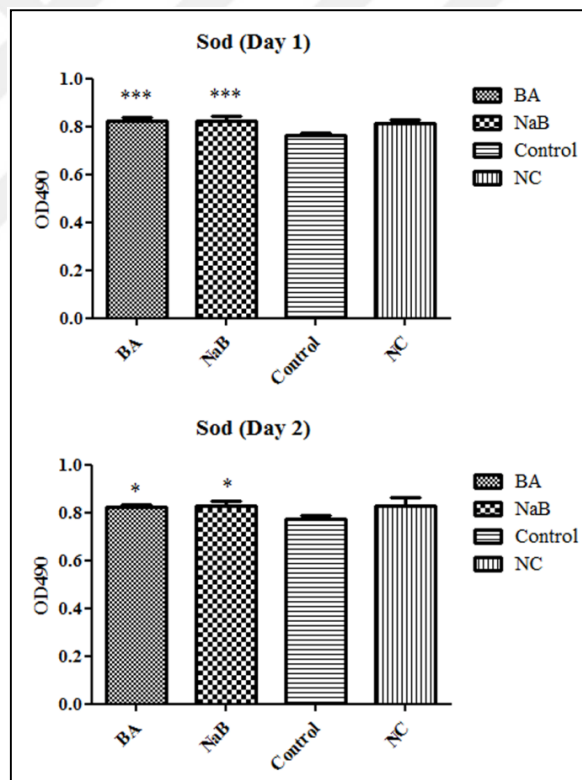 Sod (Day 1)
*** ***
1.0
0.8
0.6
0.4
0.2
0.0
OD490
BA
NaB
Control
NC
BA
NaB
Control
NC
Sod (Day 2)
* *
1.0
0.8
0.6
0.4
0.2
0.0
OD490
BA
NaB
Control
NC
BA
NaB
Control
NC